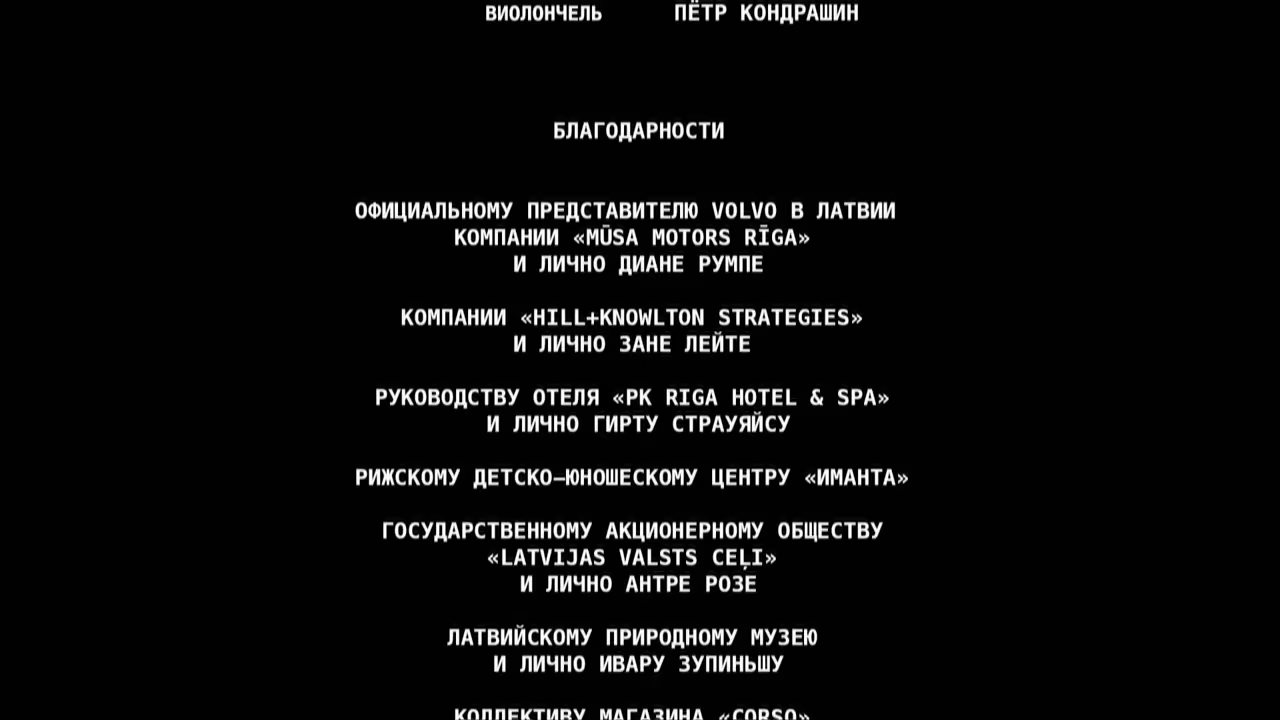 ВИОЛОНЧЕЛЬ ПЁТР КОНДРАШИН
БЛАГОДАРНОСТИ
ОФИЦИАЛЬНОМУ ПРЕДСТАВИТЕЛЮ VOLVO В ЛАТВИИ
КОМПАНИИ «MŪSA MOTORS RĪGA»
И ЛИЧНО ДИАНЕ РУМПЕ
КОМПАНИИ «HILL+KNOWLTON STRATEGIES»
И ЛИЧНО ЗАНЕ ЛЕЙТЕ
РУКОВОДСТВУ ОТЕЛЯ «PK RIGA HOTEL & SPA»
И ЛИЧНО ГИРТУ СТРАУЯЙСУ
РИЖСКОМУ ДЕТСКО–ЮНОШЕСКОМУ ЦЕНТРУ «ИМАНТА»
ГОСУДАРСТВЕННОМУ АКЦИОНЕРНОМУ ОБЩЕСТВУ
«LATVIJAS VALSTS CEĻI»
И ЛИЧНО АНТРЕ РОЗЕ
ЛАТВИЙСКОМУ ПРИРОДНОМУ МУЗЕЮ
И ЛИЧНО ИВАРУ ЗУПИНЬШУ
КОЛЛЕКТИВУ МАГАЗИНА «CORSO»